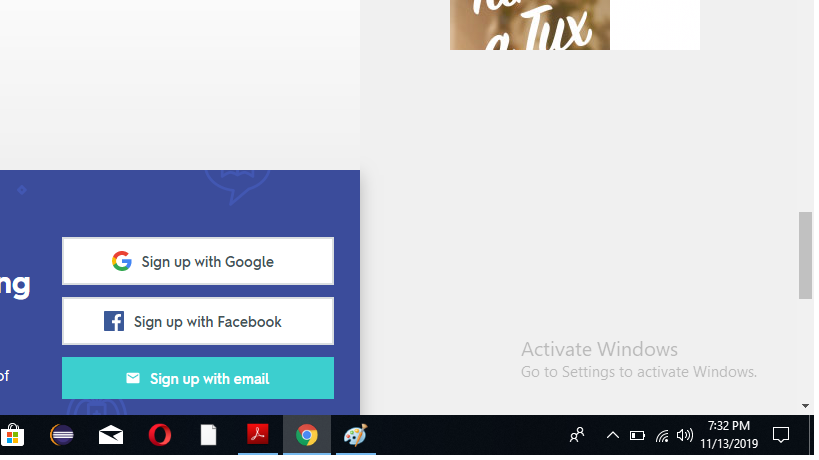 a Tux
ng
Sign up with Google
Sign up with Facebook
of
Sign up with email
Activate Windows
Go to Settings to activate Windows.
7:32 PM
11/13/2019